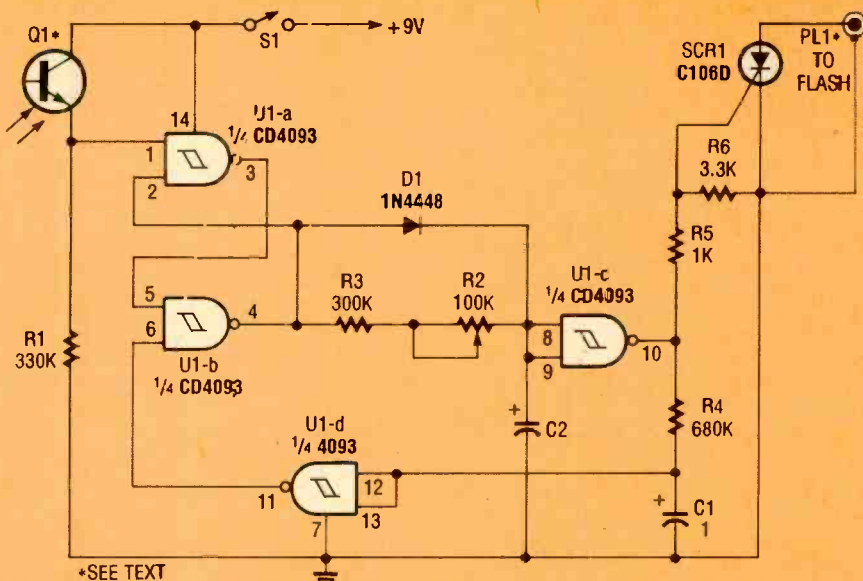 Q1*
S1
+9V
SCR1
C106D
PL1*
TO
FLASH
14
U1-a
1/4 CD4093
1
2
3
R6
3.3K
D1
1N4448
R5
1K
5
6
4
R3
300K
R2
100K
U1-c
1/4 CD4093
8
9
10
R1
330K
U1-b
1/4 CD4093
R4
680K
U1-d
1/4 4093
+
C2
11
12
13
7
+
C1
1
*SEE TEXT